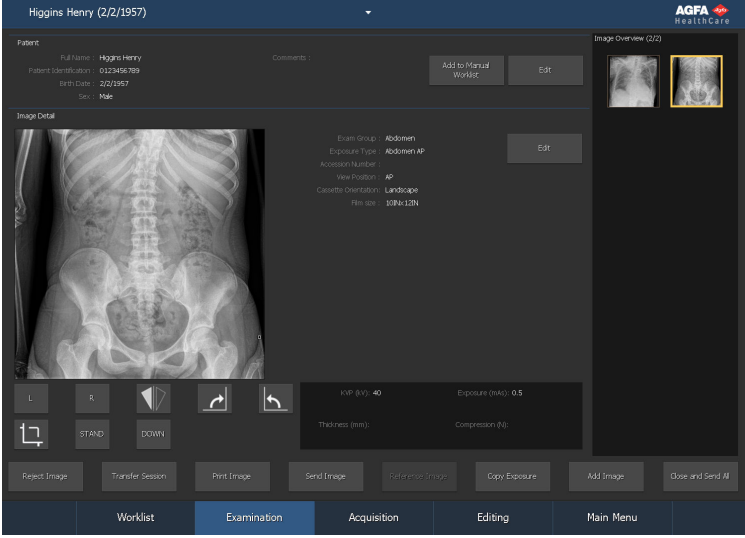 Higgins Henry (2/2/1957)
AGFA Agfa
HealthCare
Patient
Full Name : Higgins Henry
Comments :
Patient Identification : 0123456789
Birth Date : 2/2/1957
Sex : Male
Add to Manual
Worklist
Edit
Image Overview (2/2)
Image Detail
Exam Group : Abdomen
Exposure Type : Abdomen AP
Accession Number :
View Position : AP
Cassette Orientation: Landscape
Film size : 10INx12IN
Edit
L
R
STAND
DOWN
KVP (kV): 40
Exposure (mAs): 0.5
Thickness (mm):
Compression (N):
Reject Image
Transfer Session
Print Image
Send Image
Reference Image
Copy Exposure
Add Image
Close and Send All
Worklist
Examination
Acquisition
Editing
Main Menu